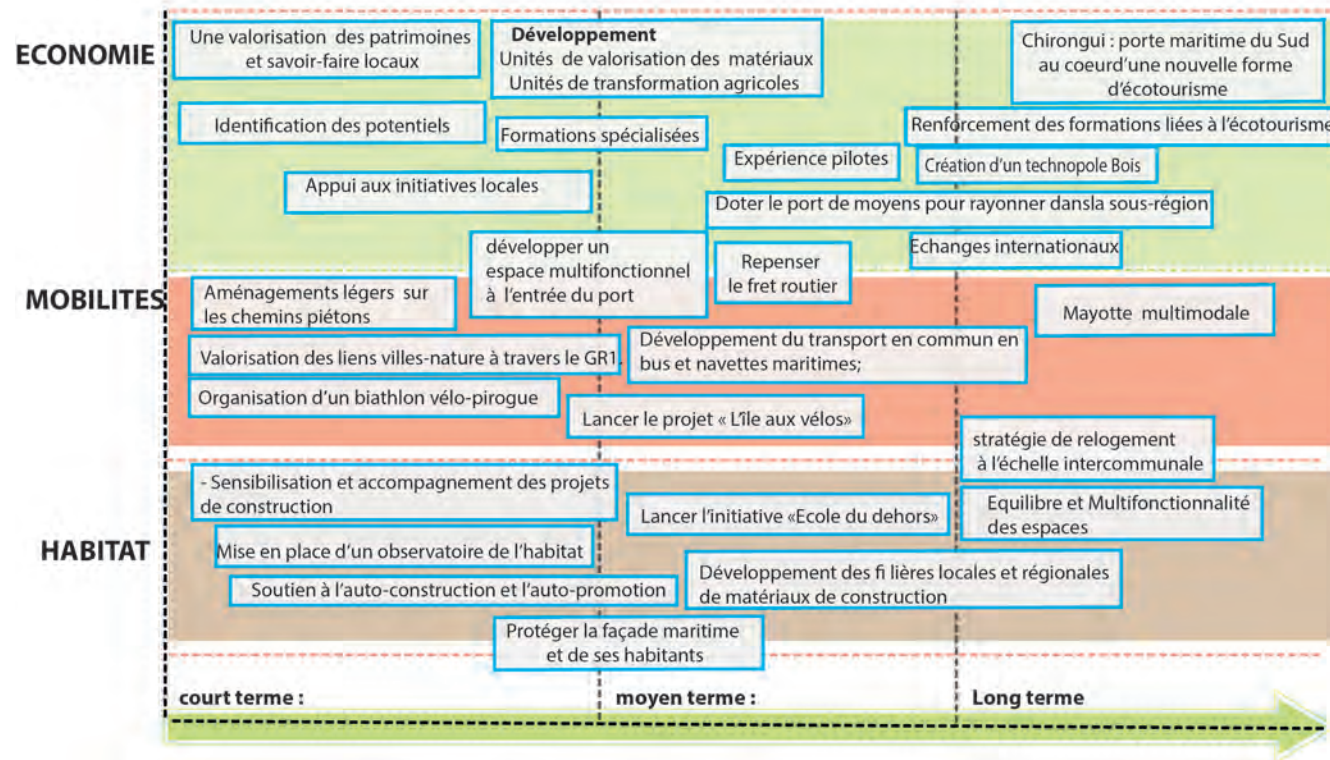 ECONOMIE
Une valorisation des patrimoines
et savoir-faire locaux
Développement
Unités de valorisation des matériaux
Unités de transformation agricoles
Chirongui : porte maritime du Sud
au coeurd'une nouvelle forme
d'écotourisme
Identification des potentiels
Formations spécialisées
Renforcement des formations liées à l'écotourisme
Expérience pilotes
Création d'un technopole Bois
Appui aux initiatives locales
Doter le port de moyens pour rayonner dansla sous-région
développer un
espace multifonctionnel
à l'entrée du port
Repenser
le fret routier
Echanges internationaux
MOBILITES
Aménagements légers sur
les chemins piétons
Mayotte multimodale
Valorisation des liens villes-nature à travers le GR1.
Développement du transport en commun en
bus et navettes maritimes;
Organisation d'un biathlon vélo-pirogue
Lancer le projet « L'île aux vélos»
stratégie de relogement
à l'échelle intercommunale
HABITAT
- Sensibilisation et accompagnement des projets
de construction
Lancer l'initiative «Ecole du dehors»
Equilibre et Multifonctionnalité
des espaces
Mise en place d'un observatoire de l'habitat
Soutien à l'auto-construction et l'auto-promotion
Développement des fi lières locales et régionales
de matériaux de construction
Protéger la façade maritime
et de ses habitants
court terme :
moyen terme :
Long terme